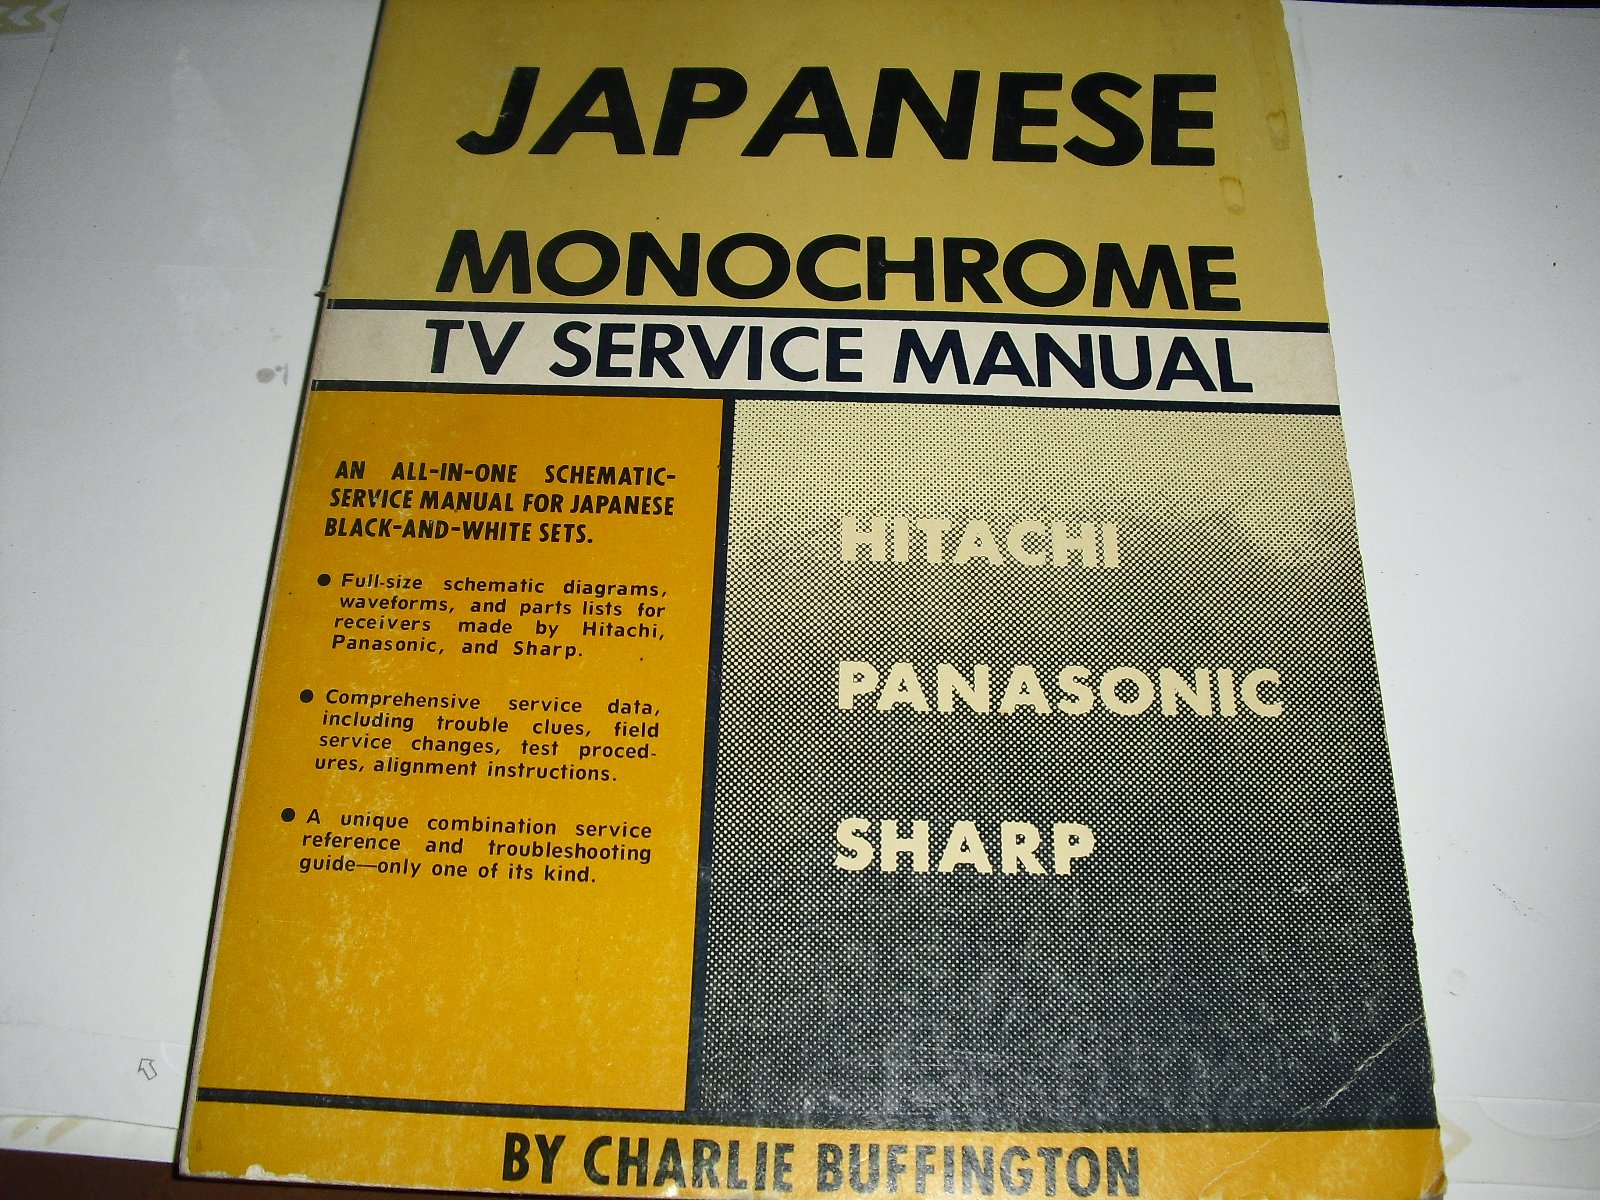 JAPANESE
MONOCHROME
TV SERVICE MANUAL
AN ALL-IN-ONE SCHEMATIC-
SERVICE MANUAL FOR JAPANESE
BLACK-AND-WHITE SETS.
● Full-size schematic diagrams,
waveforms, and parts lists for
receivers made by Hitachi,
Panasonic, and Sharp.
● Comprehensive service data,
including trouble clues, field
service changes, test proced-
ures, alignment instructions.
● A unique combination service
reference and troubleshooting
guide—only one of its kind.
HITACHI
PANASONIC
SHARP
BY CHARLIE BUFFINGTON